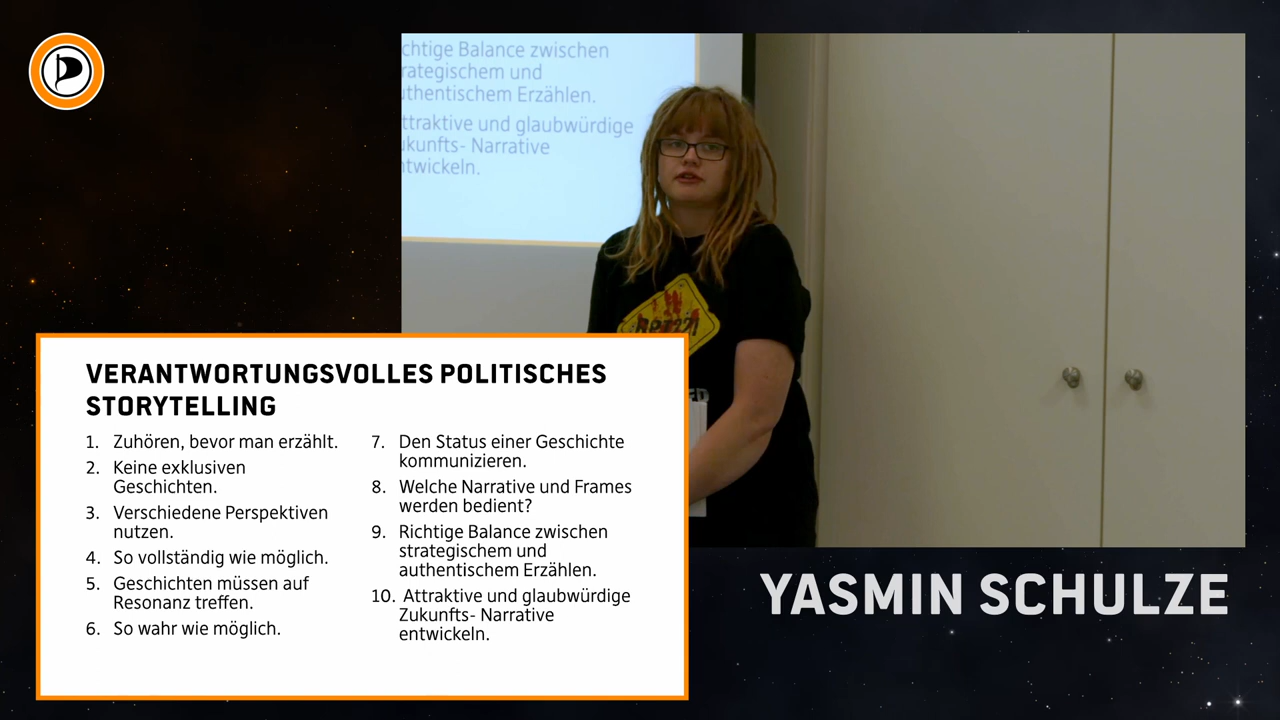 chtige Balance zwischen
rategischem und
uthentischem Erzählen.
ttraktive und glaubwürdige
ukunfts- Narrative
ntwickeln.
VERANTWORTUNGSVOLLES POLITISCHES
STORYTELLING
1. Zuhören, bevor man erzählt.
2. Keine exklusiven
Geschichten.
3. Verschiedene Perspektiven
nutzen.
4. So vollständig wie möglich.
5. Geschichten müssen auf
Resonanz treffen.
6. So wahr wie möglich.
7. Den Status einer Geschichte
kommunizieren.
8. Welche Narrative und Frames
werden bedient?
9. Richtige Balance zwischen
strategischem und
authentischem Erzählen.
10. Attraktive und glaubwürdige
Zukunfts- Narrative
entwickeln.
YASMIN SCHULZE